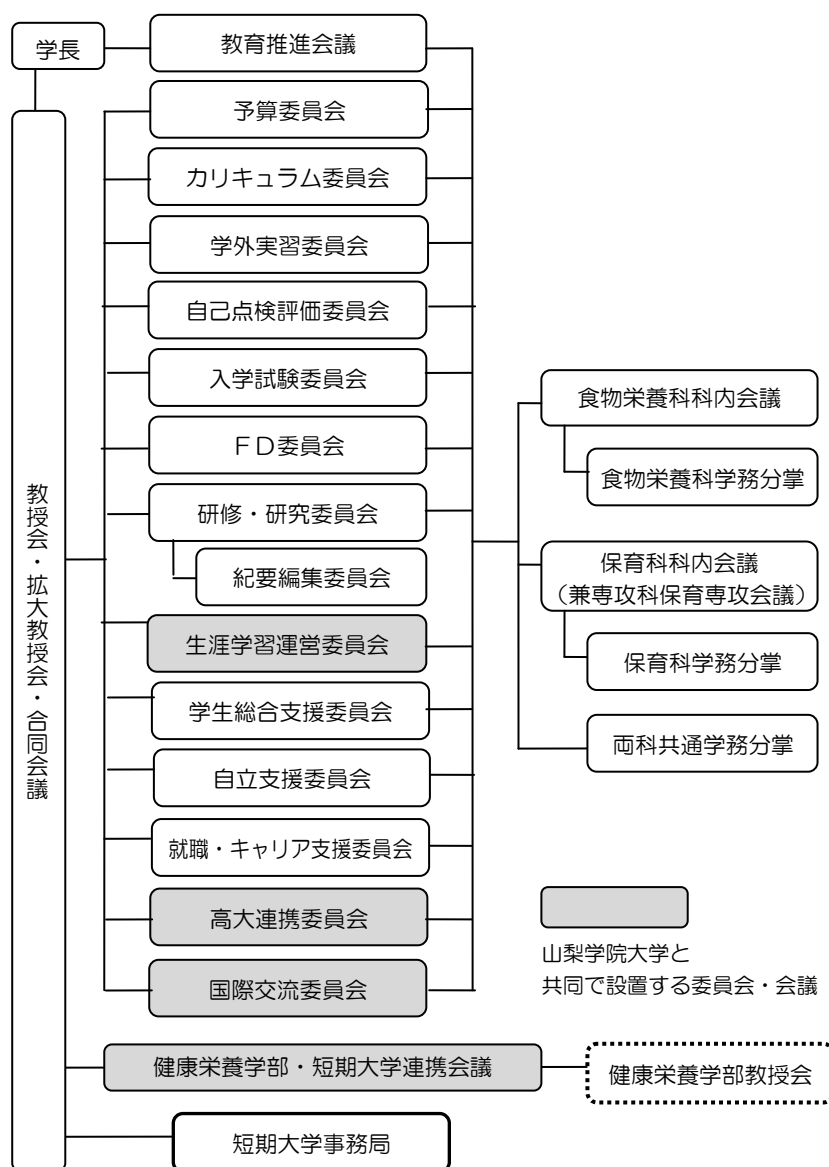 学長
教育推進会議
予算委員会
カリキュラム委員会
学外実習委員会
自己点検評価委員会
入学試験委員会
ＦＤ委員会
研修・研究委員会
紀要編集委員会
生涯学習運営委員会
学生総合支援委員会
自立支援委員会
就職・キャリア支援委員会
高大連携委員会
国際交流委員会
健康栄養学部・短期大学連携会議
短期大学事務局
教授会・拡大教授会・合同会議
食物栄養科科内会議
食物栄養科学務分掌
保育科科内会議
（兼専攻科保育専攻会議）
保育科学務分掌
両科共通学務分掌
山梨学院大学と
共同で設置する委員会・会議
健康栄養学部教授会